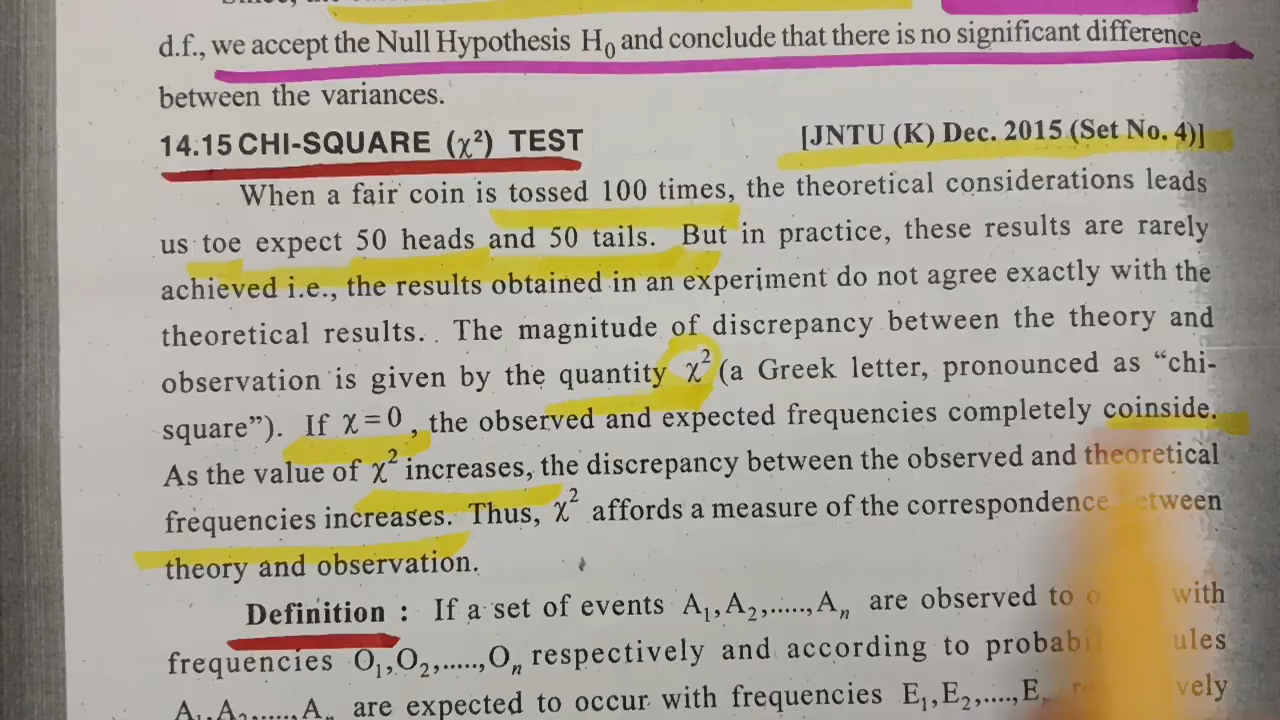 d.f., we accept the Null Hypothesis H₀ and conclude that there is no significant difference
between the variances.
14.15 CHI-SQUARE (χ²) TEST [JNTU (K) Dec. 2015 (Set No. 4)]
When a fair coin is tossed 100 times, the theoretical considerations leads
us toe expect 50 heads and 50 tails. But in practice, these results are rarely
achieved i.e., the results obtained in an experiment do not agree exactly with the
theoretical results. The magnitude of discrepancy between the theory and
observation is given by the quantity χ² (a Greek letter, pronounced as “chi-
square”). If χ = 0, the observed and expected frequencies completely coinside.
As the value of χ² increases, the discrepancy between the observed and theoretical
frequencies increases. Thus, χ² affords a measure of the correspondence
theory and observation.
Definition : If a set of events A₁, A₂, ....., Aₙ are observed to with
frequencies O₁, O₂, ....., Oₙ respectively and according to
A₁, A₂, ....., Aₙ are expected to occur with frequencies E₁, E₂, ....,